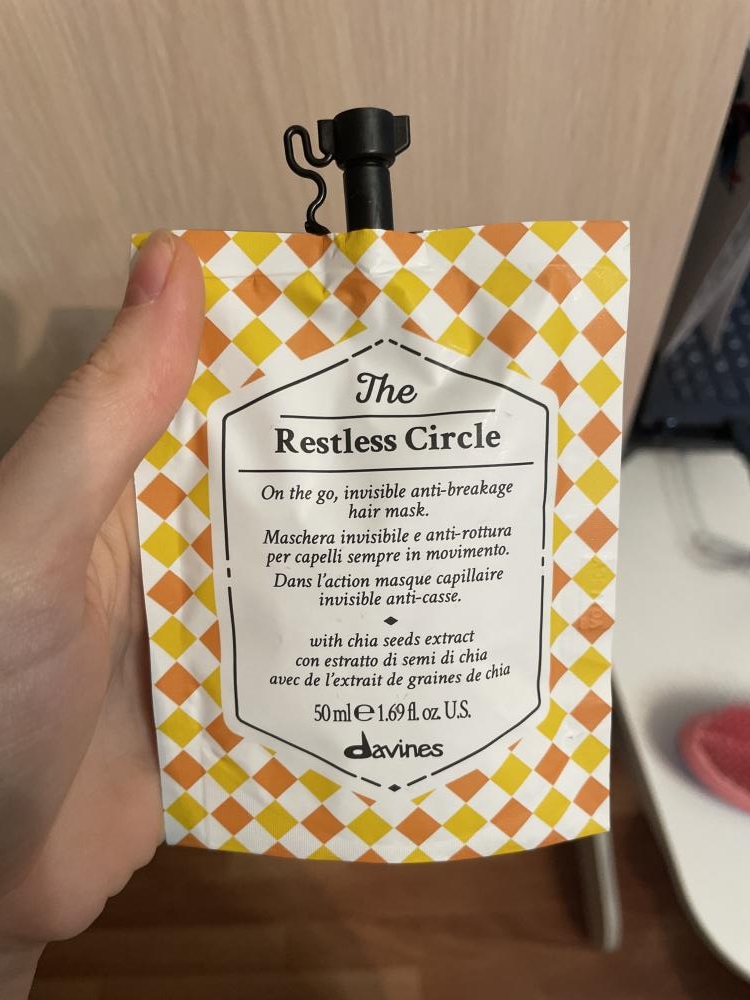 The
Restless Circle
On the go, invisible anti-breakage
hair mask.
Maschera invisibile e anti-rottura
per capelli sempre in movimento.
Dans l'action masque capillaire
invisible anti-casse.
with chia seeds extract
con estratto di semi di chia
avec de l'extrait de graines de chia
50 ml ℮ 1.69 fl. oz. U.S.
davines